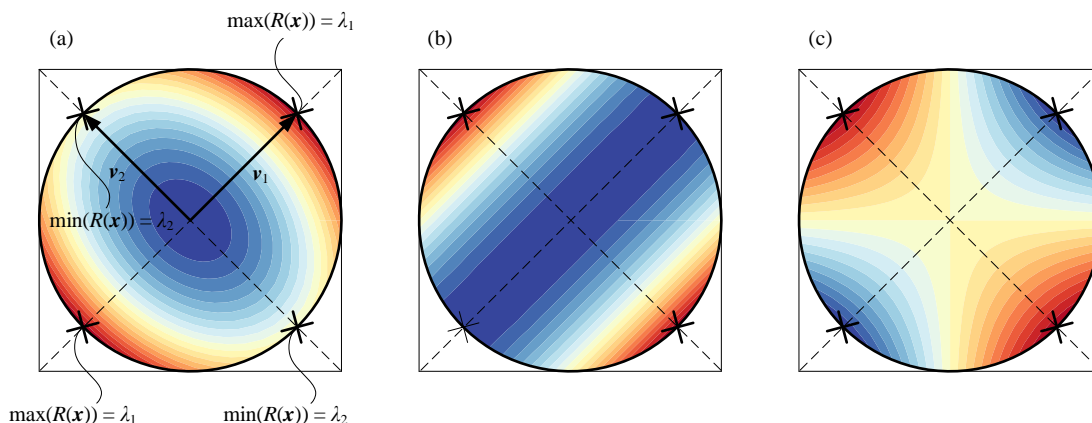 max(R(x)) = λ₁
(a)
(b)
(c)
v₂
v₁
min(R(x)) = λ₂
max(R(x)) = λ₁
min(R(x)) = λ₂